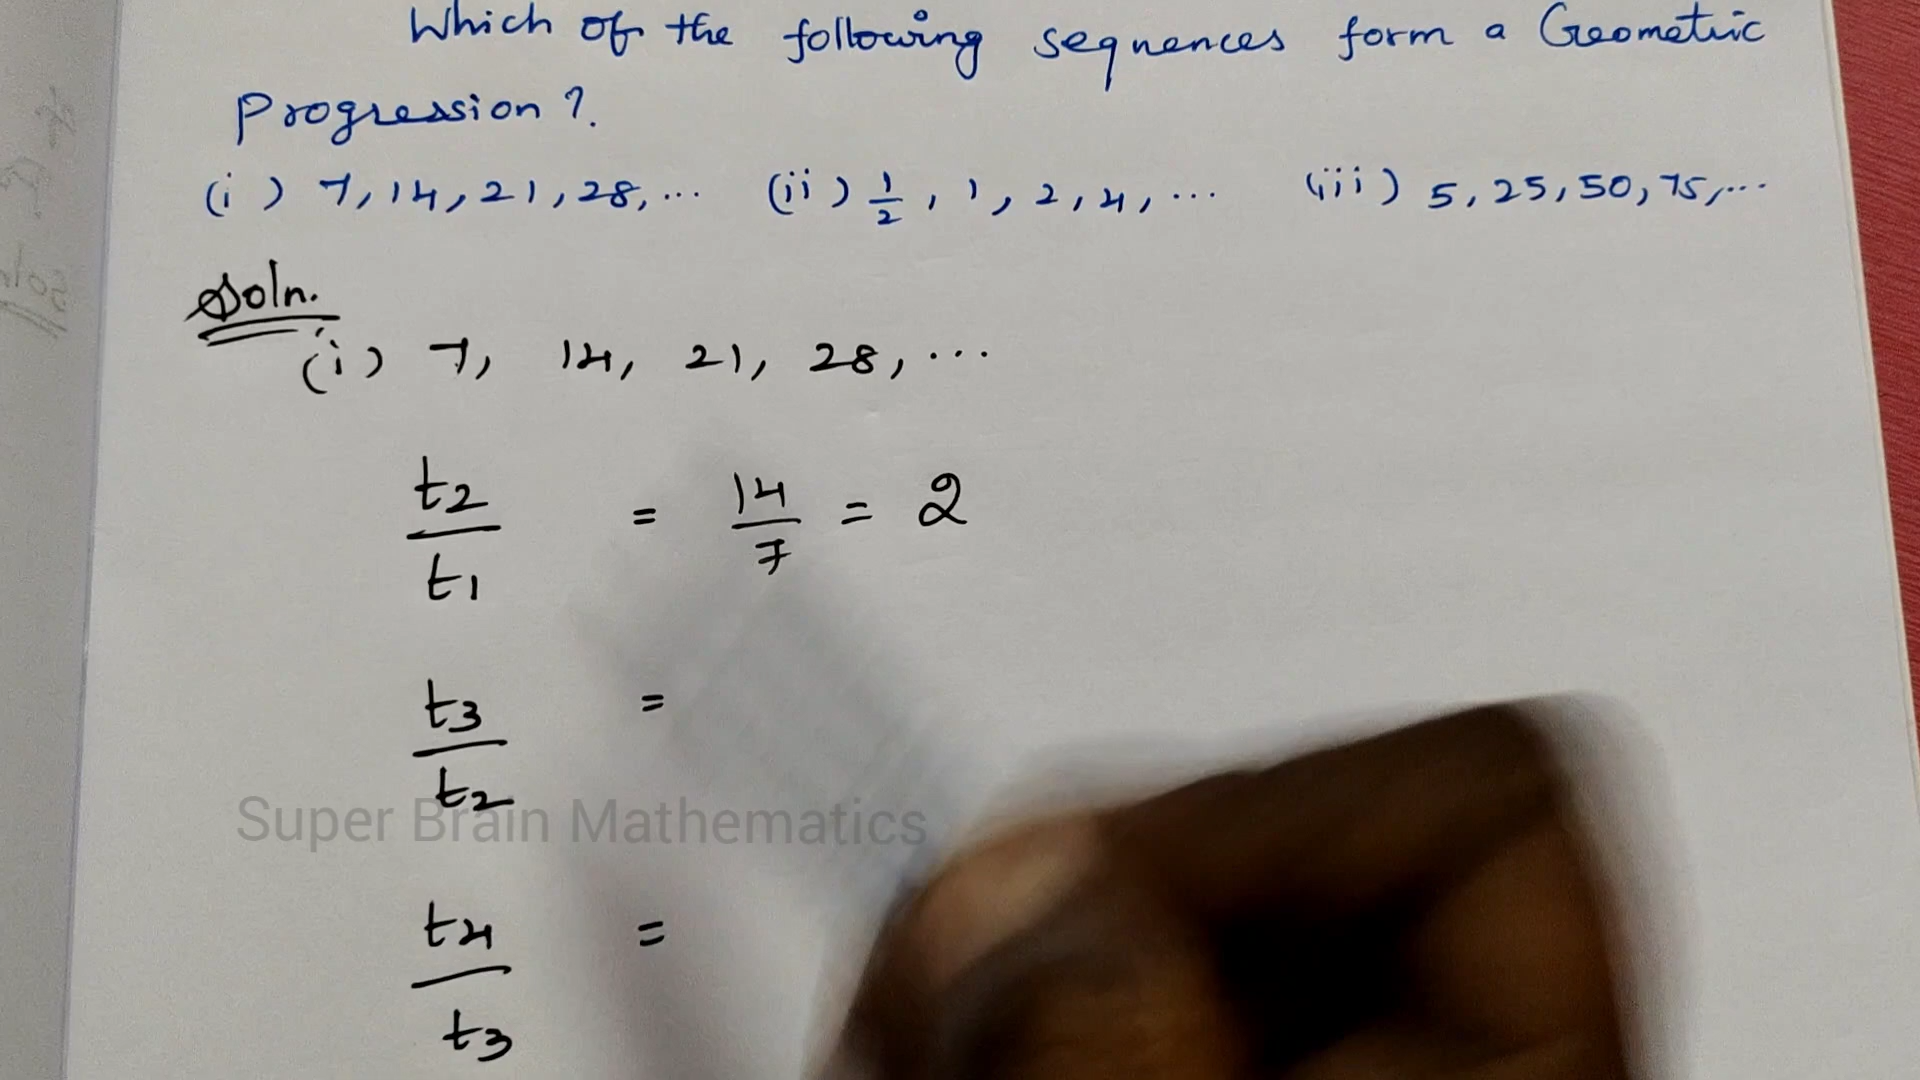 Which of the following sequences form a Geometric
Progression?
(i) 7, 14, 21, 28, ... (ii) 1/2, 1, 2, 4, ... (iii) 5, 25, 50, 75, ...
Soln.
(i) 7, 14, 21, 28, ...
t2/t1 = 14/7 = 2
t3/t2 =
Super Brain Mathematics
t4/t3 =